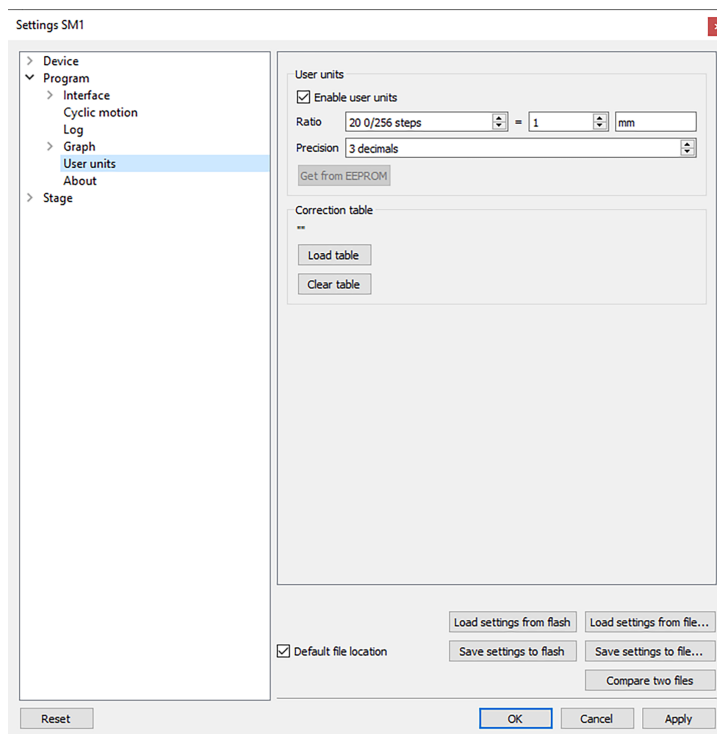 Settings SM1
Device
Program
Interface
Cyclic motion
Log
Graph
User units
About
Stage
User units
Enable user units
Ratio 20 0/256 steps = 1 mm
Precision 3 decimals
Get from EEPROM
Correction table
""
Load table
Clear table
Load settings from flash Load settings from file...
Default file location Save settings to flash Save settings to file...
Compare two files
Reset OK Cancel Apply